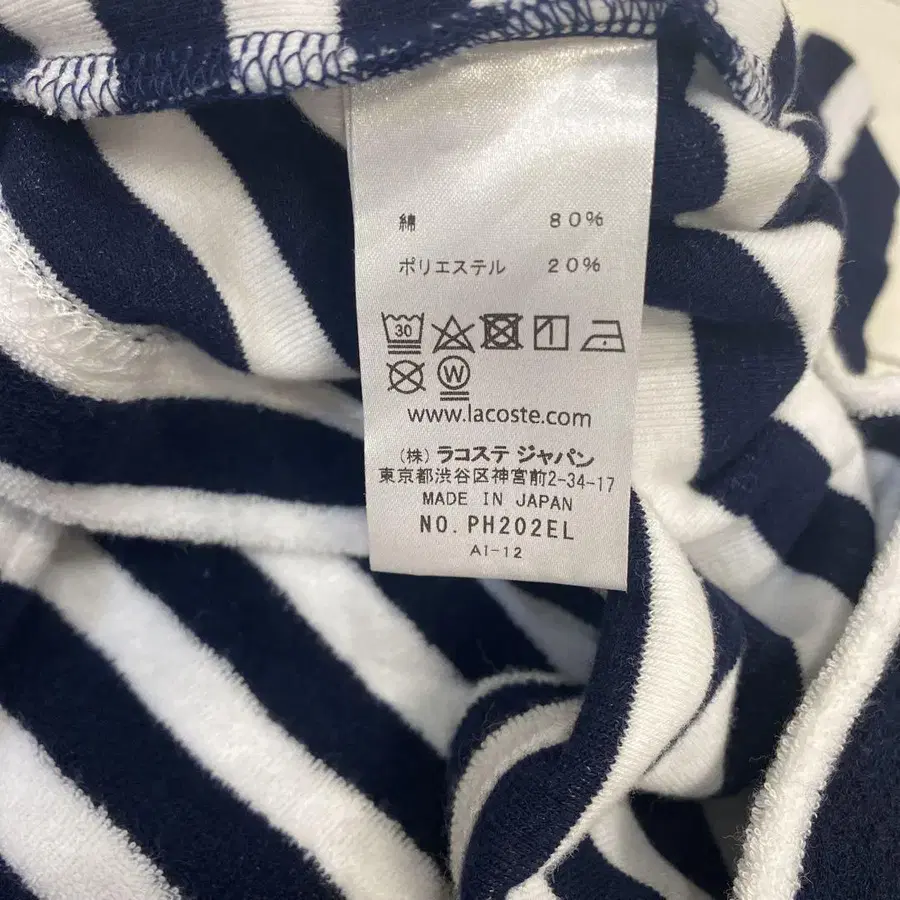 綿 80%
ポリエステル 20%
30
W
www.lacoste.com
(株) ラコステ ジャパン
東京都渋谷区神宮前2-34-17
MADE IN JAPAN
NO. PH202EL
AI-12